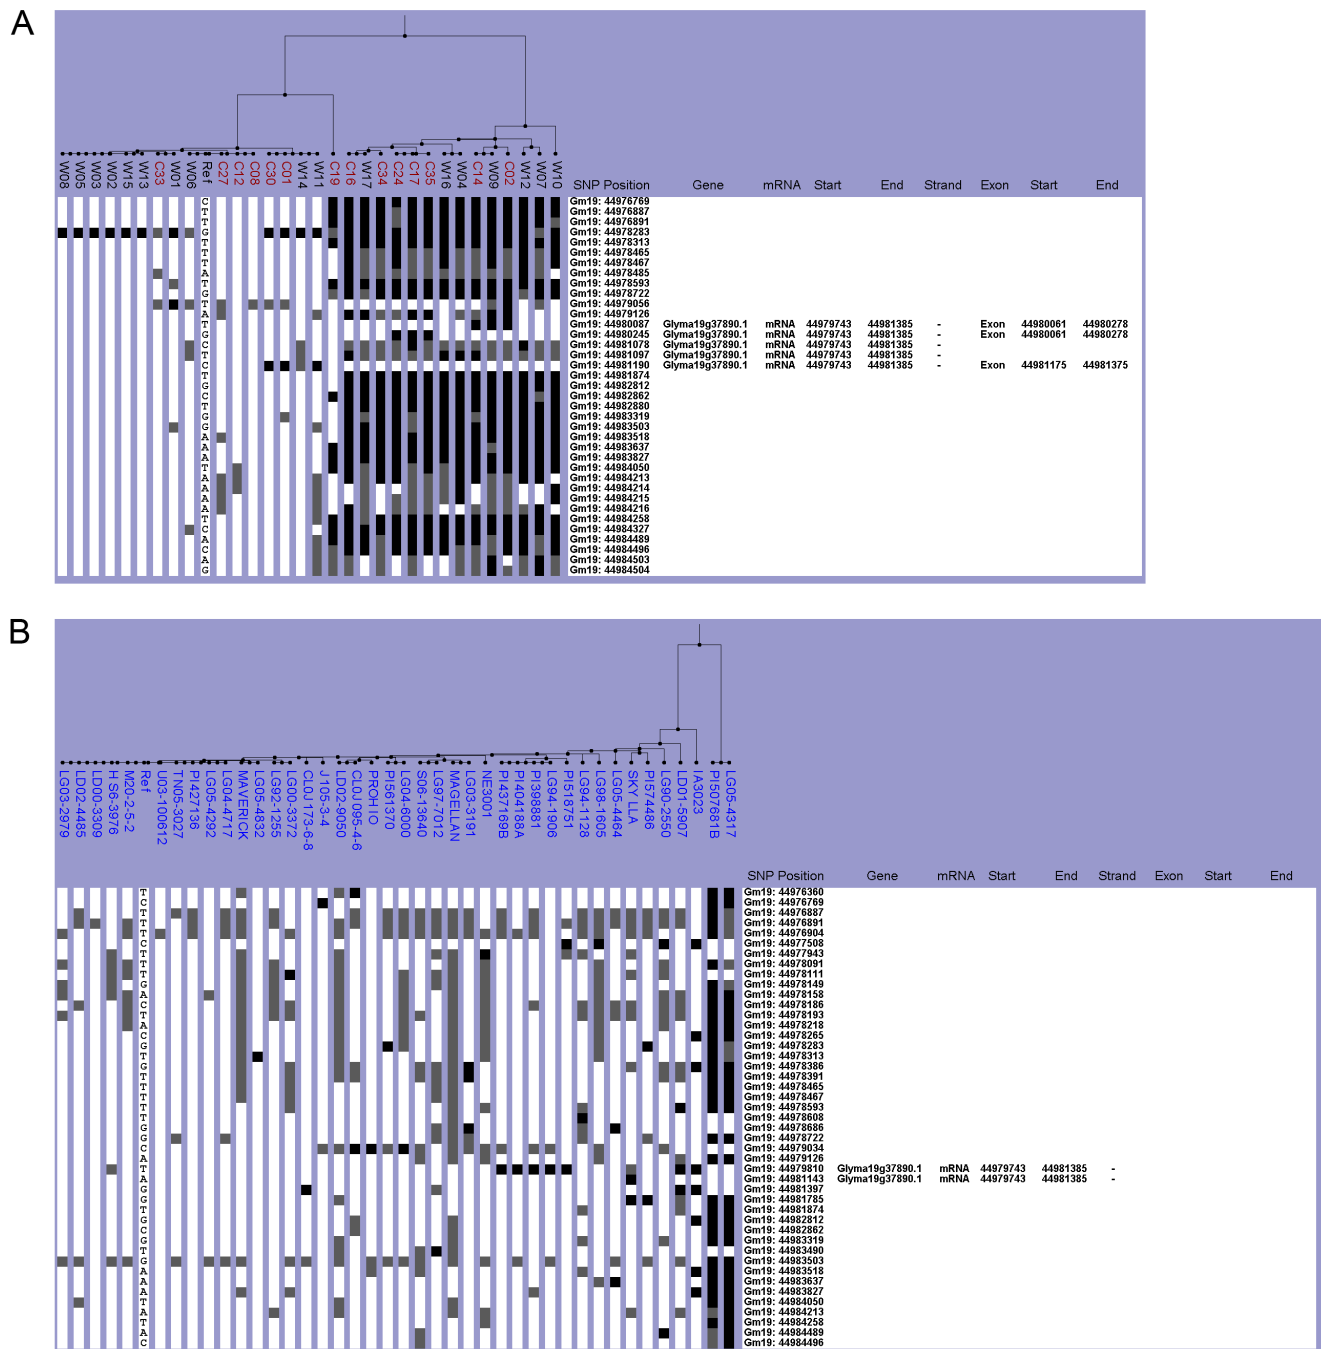 A
W08 W05 W03 W02 W15 W13 C33 W01 W06 Ref C27 C12 C08 C30 C01 W14 W11 C19 C16 W17 C34 C24 C17 C35 W16 W04 C14 W09 C02 W12 W07 W10
SNP Position Gene mRNA Start End Strand Exon Start End
C Gm19: 44976769
T Gm19: 44976887
T Gm19: 44976891
G Gm19: 44978283
T Gm19: 44978313
T Gm19: 44978465
T Gm19: 44978467
A Gm19: 44978485
T Gm19: 44978593
G Gm19: 44978722
T Gm19: 44979056
A Gm19: 44979126
T Gm19: 44980087 Glyma19g37890.1 mRNA 44979743 44981385 - Exon 44980061 44980278
G Gm19: 44980245 Glyma19g37890.1 mRNA 44979743 44981385 - Exon 44980061 44980278
C Gm19: 44981078 Glyma19g37890.1 mRNA 44979743 44981385 -
T Gm19: 44981097 Glyma19g37890.1 mRNA 44979743 44981385 -
C Gm19: 44981190 Glyma19g37890.1 mRNA 44979743 44981385 - Exon 44981175 44981375
T Gm19: 44981874
G Gm19: 44982812
C Gm19: 44982862
T Gm19: 44982880
G Gm19: 44983319
G Gm19: 44983503
A Gm19: 44983518
A Gm19: 44983637
A Gm19: 44983827
T Gm19: 44984050
A Gm19: 44984213
A Gm19: 44984214
A Gm19: 44984215
A Gm19: 44984216
T Gm19: 44984258
C Gm19: 44984327
A Gm19: 44984489
C Gm19: 44984496
A Gm19: 44984503
G Gm19: 44984504
B
LG03-2979 LD02-4485 LD00-3309 HS6-3976 M20-2-5-2 Ref U03-100612 TN05-3027 PI427136 LG05-4292 LG04-4717 MAVERICK LG05-4832 LG92-1255 LG00-3372 CL0J173-6-8 J105-3-4 LD02-9050 CL0J095-4-6 PROHIO PI561370 LG04-6000 S06-13640 LG97-7012 MAGELLAN LG03-3191 NE3001 PI437169B PI404188A PI398881 LG94-1906 PI518751 LG94-1128 LG98-1605 LG05-4464 SKYLLA PI574486 LG90-2550 LD01-5907 IA3023 PI507681B LG05-4317
SNP Position Gene mRNA Start End Strand Exon Start End
T Gm19: 44976360
C Gm19: 44976769
T Gm19: 44976887
T Gm19: 44976891
T Gm19: 44976904
C Gm19: 44977508
T Gm19: 44977943
T Gm19: 44978091
T Gm19: 44978111
G Gm19: 44978149
A Gm19: 44978158
C Gm19: 44978186
T Gm19: 44978193
A Gm19: 44978218
C Gm19: 44978265
G Gm19: 44978283
T Gm19: 44978313
G Gm19: 44978386
T Gm19: 44978391
T Gm19: 44978465
T Gm19: 44978467
T Gm19: 44978593
T Gm19: 44978608
G Gm19: 44978686
G Gm19: 44978722
C Gm19: 44979034
A Gm19: 44979126
T Gm19: 44979810 Glyma19g37890.1 mRNA 44979743 44981385 -
A Gm19: 44981143 Glyma19g37890.1 mRNA 44979743 44981385 -
G Gm19: 44981397
G Gm19: 44981785
T Gm19: 44981874
G Gm19: 44982812
C Gm19: 44982862
G Gm19: 44983319
T Gm19: 44983490
G Gm19: 44983503
A Gm19: 44983518
A Gm19: 44983637
A Gm19: 44983827
T Gm19: 44984050
A Gm19: 44984213
T Gm19: 44984258
A Gm19: 44984489
C Gm19: 44984496